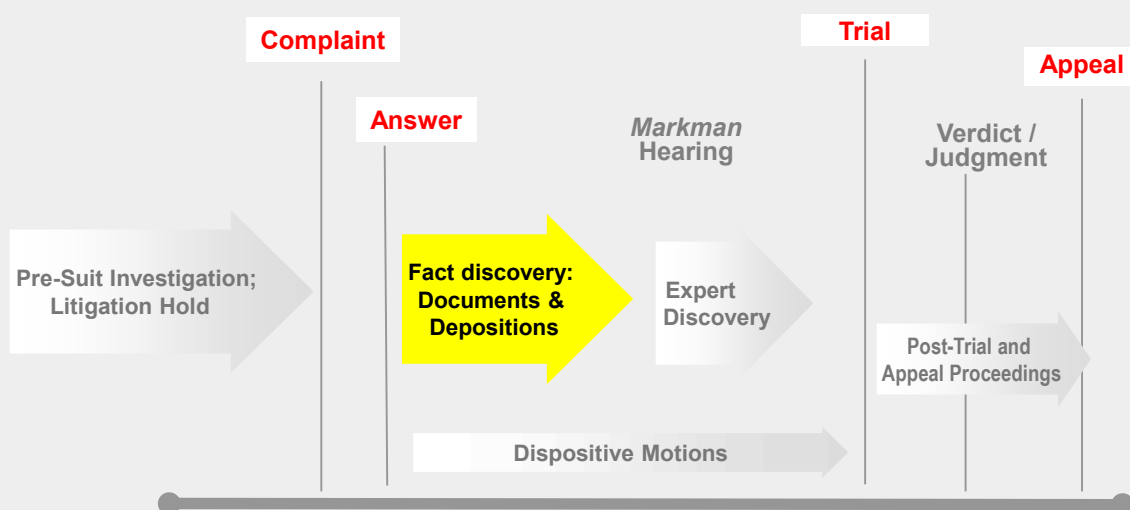 Complaint
Trial
Appeal
Answer
Markman
Hearing
Verdict /
Judgment
Pre-Suit Investigation;
Litigation Hold
Fact discovery:
Documents &
Depositions
Expert
Discovery
Post-Trial and
Appeal Proceedings
Dispositive Motions